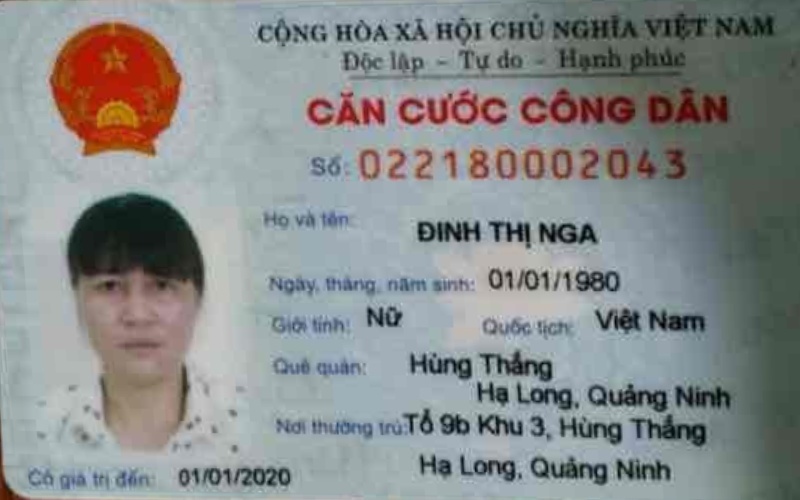 CỘNG HÒA XÃ HỘI CHỦ NGHĨA VIỆT NAM
Độc lập - Tự do - Hạnh phúc
CĂN CƯỚC CÔNG DÂN
Số: 022180002043
Họ và tên: ĐINH THỊ NGA
Ngày, tháng, năm sinh: 01/01/1980
Giới tính: Nữ Quốc tịch: Việt Nam
Quê quán: Hùng Thắng
Hạ Long, Quảng Ninh
Nơi thường trú: Tổ 9b Khu 3, Hùng Thắng
Hạ Long, Quảng Ninh
Có giá trị đến: 01/01/2020